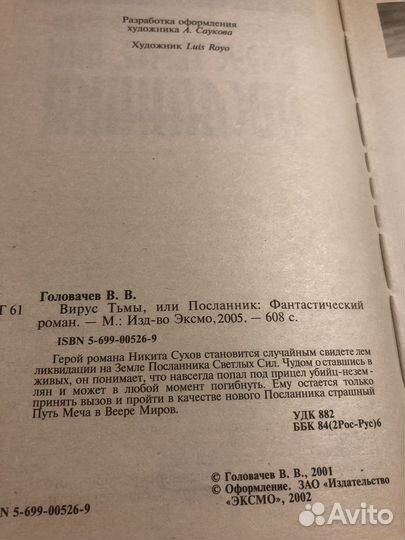 Разработка оформления
художника А. Саукова
Художник Luis Royo
Головачев В. В.
Г 61
Вирус Тьмы, или Посланник: Фантастический
роман. — М.: Изд-во Эксмо, 2005. — 608 с.
ISBN 5-699-00526-9
Герой романа Никита Сухов становится случайным свидетелем
ликвидации на Земле Посланника Светлых Сил. Чудом оставшись в
живых, он понимает, что навсегда попал под прицел убийц-незем-
лян и может в любой момент погибнуть. Ему остается только
принять вызов и пройти в качестве нового Посланника страшный
Путь Меча в Веере Миров.
УДК 882
ББК 84(2Рос-Рус)6
© Головачев В. В., 2001
© Оформление. ЗАО «Издательство
«ЭКСМО», 2002
N 5-699-00526-9
Avito